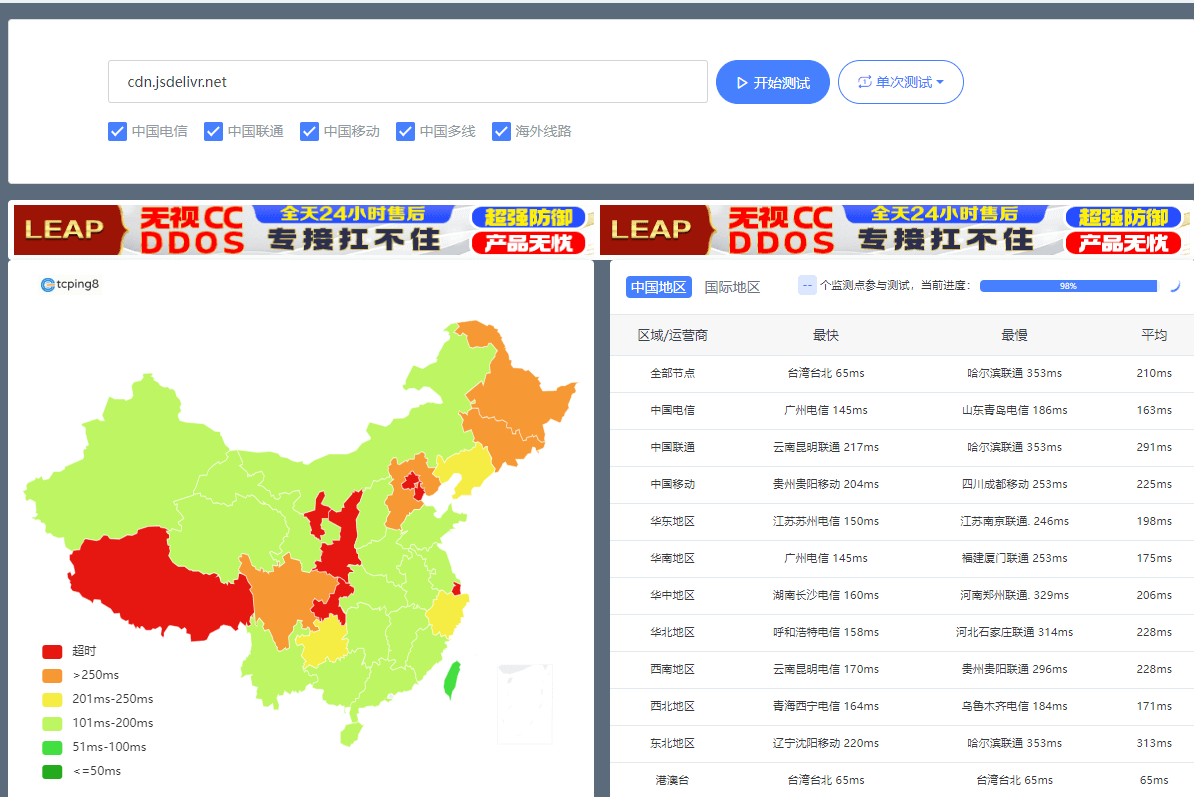 cdn.jsdelivr.net
开始测试
单次测试
中国电信 中国联通 中国移动 中国多线 海外线路
LEAP 无视CC DDOS 全天24小时售后 专接扛不住 超强防御 产品无忧
LEAP 无视CC DDOS 全天24小时售后 专接扛不住 超强防御 产品无忧
tcping8
超时
>250ms
201ms-250ms
101ms-200ms
51ms-100ms
<=50ms
中国地区 国际地区 -- 个监测点参与测试，当前进度： 98%
区域/运营商 最快 最慢 平均
全部节点 台湾台北 65ms 哈尔滨联通 353ms 210ms
中国电信 广州电信 145ms 山东青岛电信 186ms 163ms
中国联通 云南昆明联通 217ms 哈尔滨联通 353ms 291ms
中国移动 贵州贵阳移动 204ms 四川成都移动 253ms 225ms
华东地区 江苏苏州电信 150ms 江苏南京联通. 246ms 198ms
华南地区 广州电信 145ms 福建厦门联通 253ms 175ms
华中地区 湖南长沙电信 160ms 河南郑州联通. 329ms 206ms
华北地区 呼和浩特电信 158ms 河北石家庄联通 314ms 228ms
西南地区 云南昆明电信 170ms 贵州贵阳联通 296ms 228ms
西北地区 青海西宁电信 164ms 乌鲁木齐电信 184ms 171ms
东北地区 辽宁沈阳移动 220ms 哈尔滨联通 353ms 313ms
港澳台 台湾台北 65ms 台湾台北 65ms 65ms